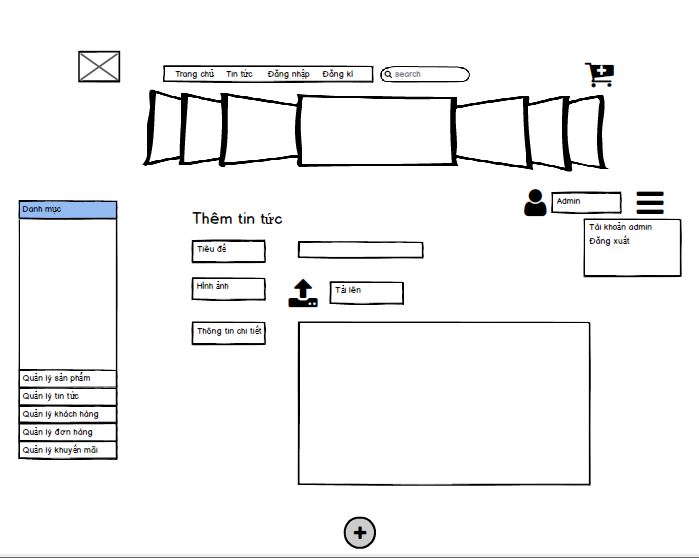 Trang chủ Tin tức Đăng nhập Đăng kí search
Danh mục
Admin
Tài khoản admin
Đăng xuất
Thêm tin tức
Tiêu đề
Hình ảnh
Tải lên
Thông tin chi tiết
Quản lý sản phẩm
Quản lý tin tức
Quản lý khách hàng
Quản lý đơn hàng
Quản lý khuyến mãi